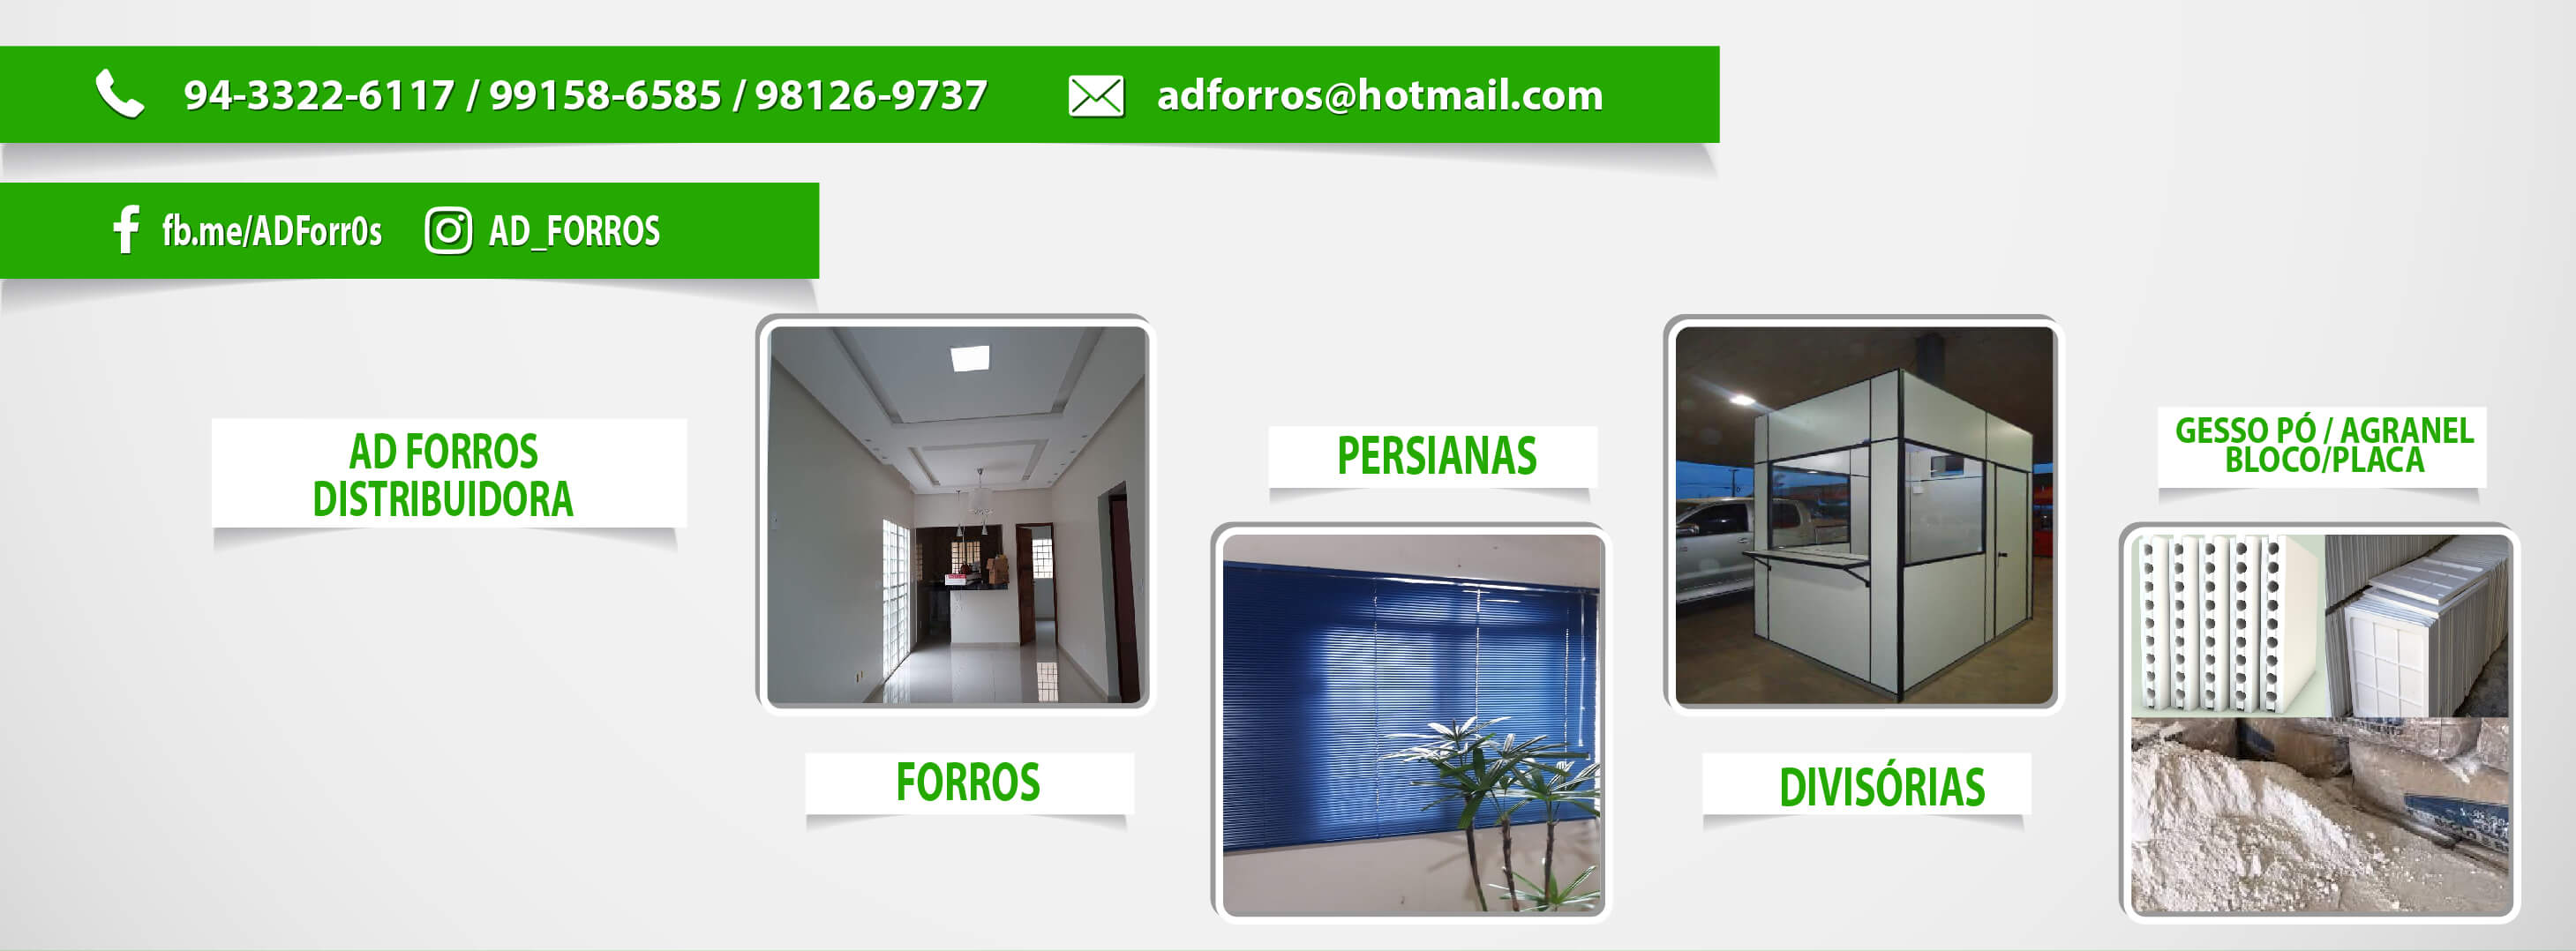 94-3322-6117 / 99158-6585 / 98126-9737
adforros@hotmail.com
fb.me/ADForr0s
AD_FORROS
AD FORROS
DISTRIBUIDORA
FORROS
PERSIANAS
DIVISÓRIAS
GESSO PÓ / AGRANEL
BLOCO/PLACA